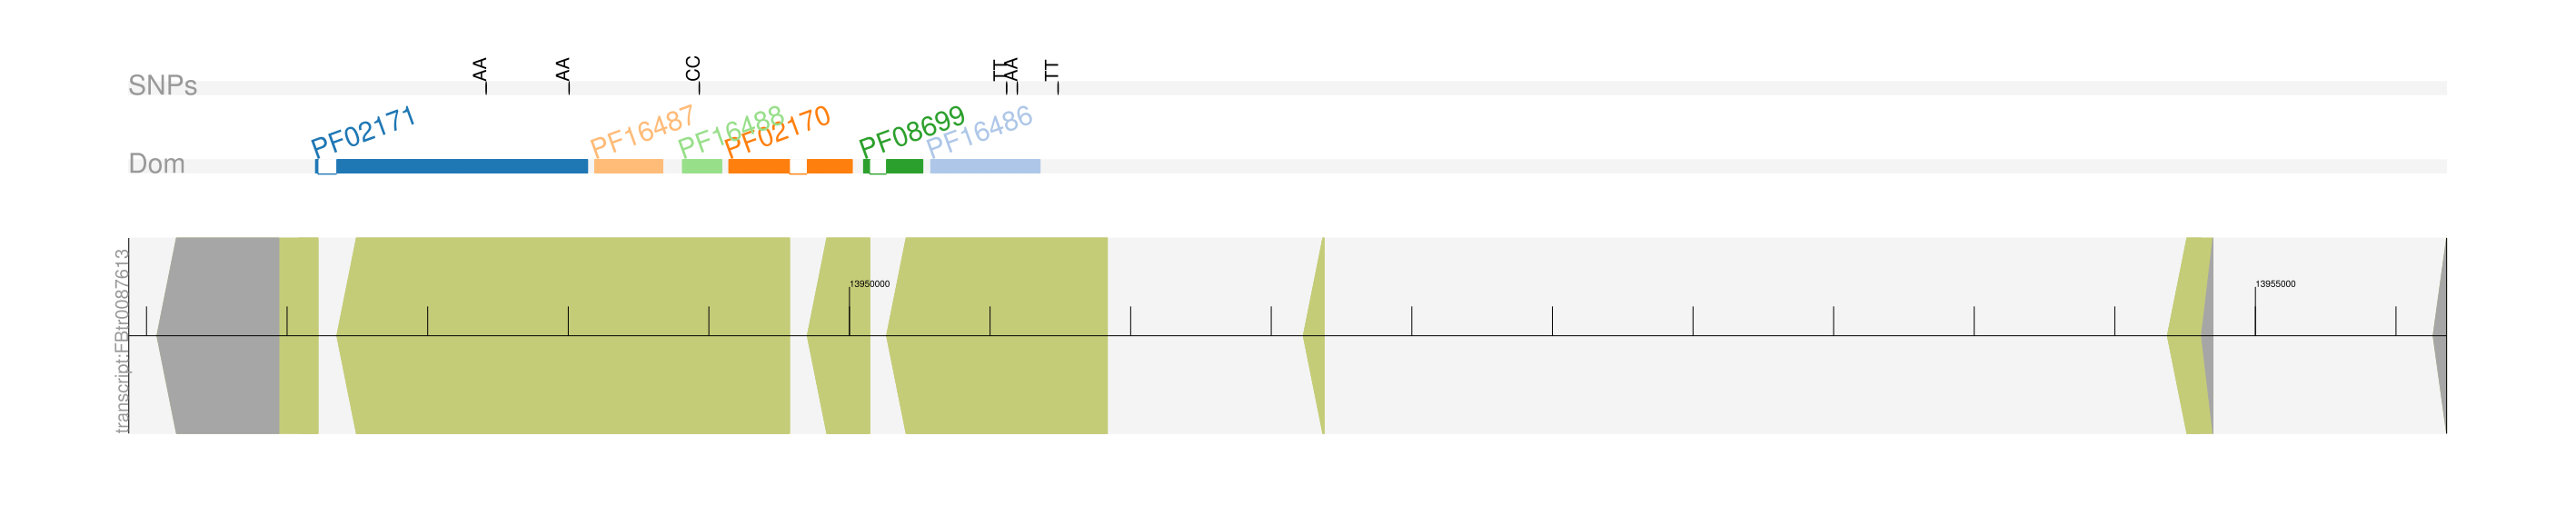 AA AA CC TT AA TT
SNPs
PF02171 PF16487 PF16488 PF02170 PF08699 PF16486
Dom
transcript:FBtr0087613
13950000 13955000